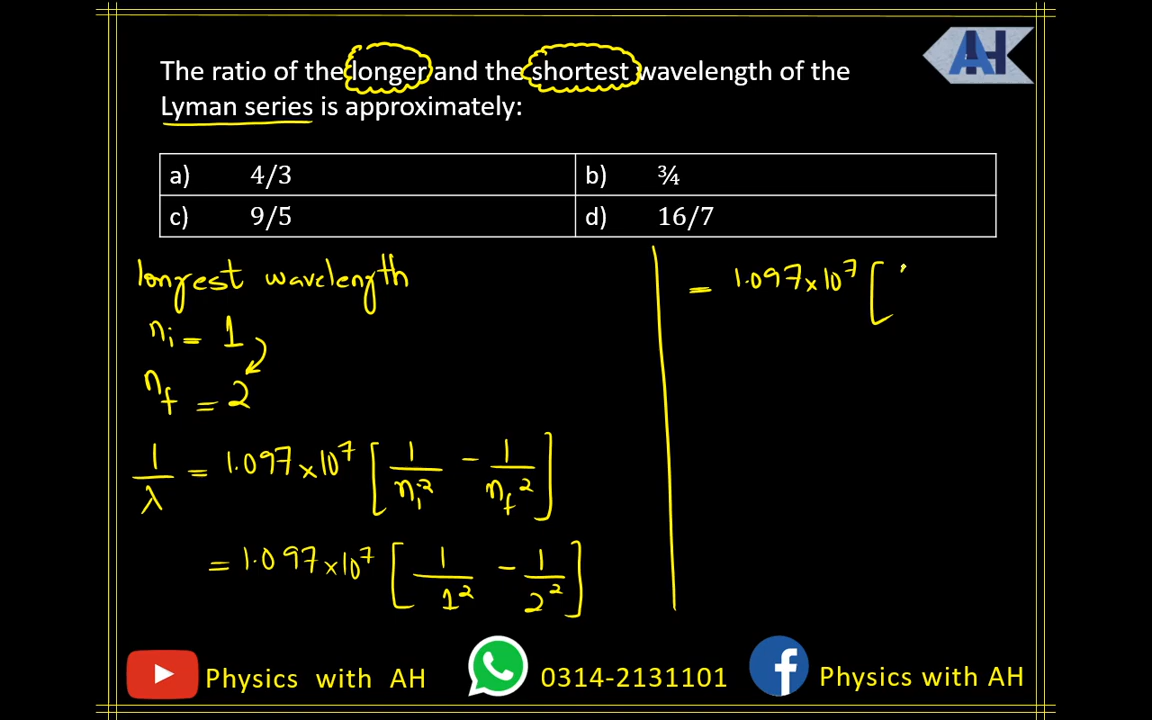 AH
The ratio of the longer and the shortest wavelength of the
Lyman series is approximately:
a) 4/3 b) ¾
c) 9/5 d) 16/7
longest wavelength
nᵢ = 1
n_f = 2
1/λ = 1.097×10⁷ [1/nᵢ² − 1/n_f²]
= 1.097×10⁷ [1/1² − 1/2²]
= 1.097×10⁷ [
Physics with AH 0314-2131101 Physics with AH